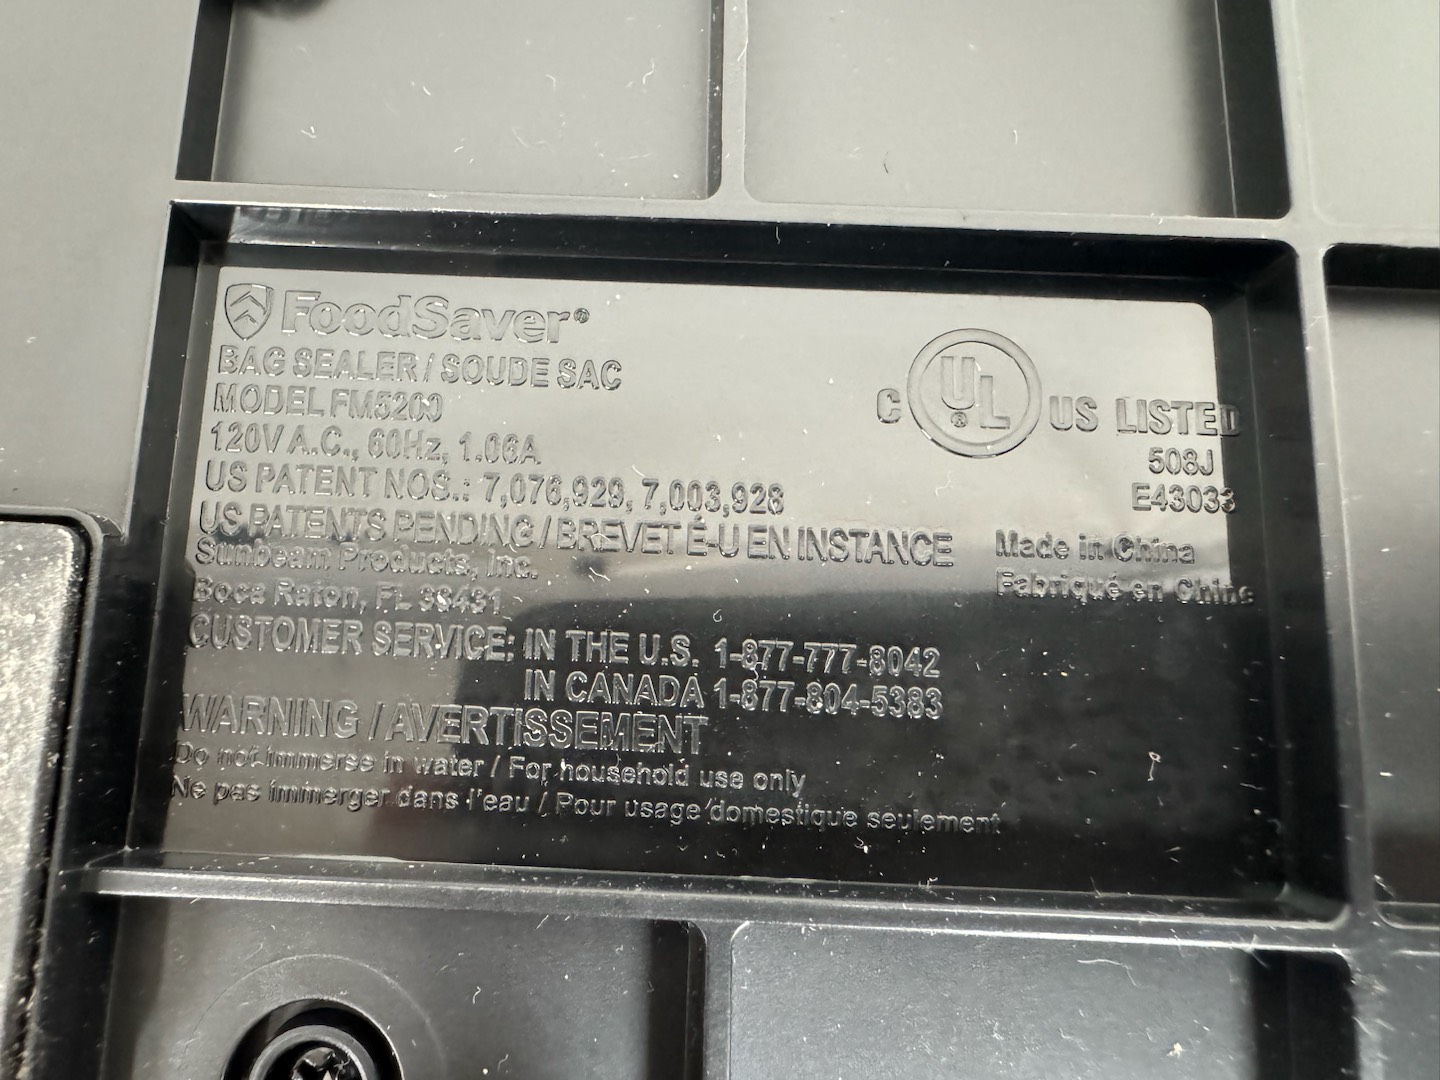 FoodSaver®
BAG SEALER / SOUDE SAC
MODEL FM5200
120V A.C., 60Hz, 1.06A
US PATENT NOS.: 7,076,929, 7,003,928
US PATENTS PENDING / BREVET É-U EN INSTANCE
Sunbeam Products, Inc.
Boca Raton, FL 33431
CUSTOMER SERVICE: IN THE U.S. 1-877-777-8042
IN CANADA 1-877-804-5383
WARNING / AVERTISSEMENT
Do not immerse in water / For household use only
Ne pas immerger dans l'eau / Pour usage domestique seulement
C UL® US LISTED
508J
E43033
Made in China
Fabriqué en Chine